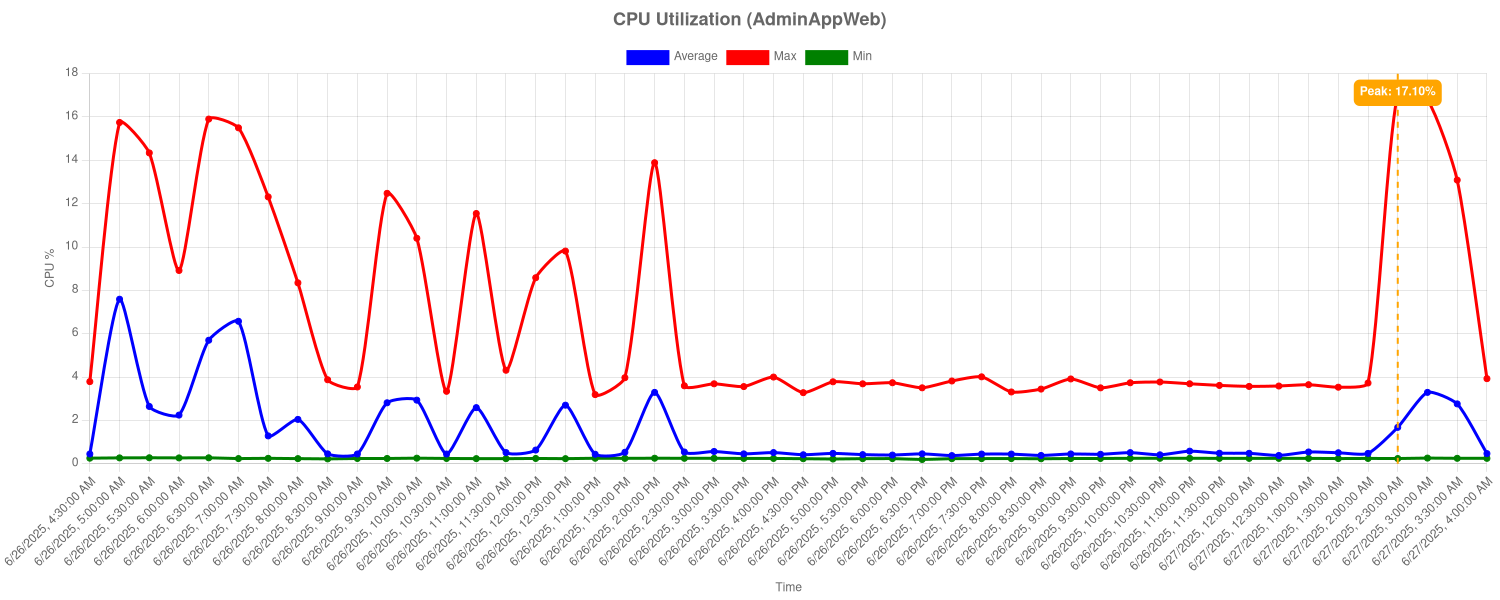 CPU Utilization (AdminAppWeb)
Average Max Min
18
16
14
12
10
8
6
4
2
0
CPU %
Peak: 17.10%
6/26/2025, 4:30:00 AM
6/26/2025, 5:00:00 AM
6/26/2025, 5:30:00 AM
6/26/2025, 6:00:00 AM
6/26/2025, 6:30:00 AM
6/26/2025, 7:00:00 AM
6/26/2025, 7:30:00 AM
6/26/2025, 8:00:00 AM
6/26/2025, 8:30:00 AM
6/26/2025, 9:00:00 AM
6/26/2025, 9:30:00 AM
6/26/2025, 10:00:00 AM
6/26/2025, 10:30:00 AM
6/26/2025, 11:00:00 AM
6/26/2025, 11:30:00 AM
6/26/2025, 12:00:00 PM
6/26/2025, 12:30:00 PM
6/26/2025, 1:00:00 PM
6/26/2025, 1:30:00 PM
6/26/2025, 2:00:00 PM
6/26/2025, 2:30:00 PM
6/26/2025, 3:00:00 PM
6/26/2025, 3:30:00 PM
6/26/2025, 4:00:00 PM
6/26/2025, 4:30:00 PM
6/26/2025, 5:00:00 PM
6/26/2025, 5:30:00 PM
6/26/2025, 6:00:00 PM
6/26/2025, 6:30:00 PM
6/26/2025, 7:00:00 PM
6/26/2025, 7:30:00 PM
6/26/2025, 8:00:00 PM
6/26/2025, 8:30:00 PM
6/26/2025, 9:00:00 PM
6/26/2025, 9:30:00 PM
6/26/2025, 10:00:00 PM
6/26/2025, 10:30:00 PM
6/26/2025, 11:00:00 PM
6/26/2025, 11:30:00 PM
6/27/2025, 12:00:00 AM
6/27/2025, 12:30:00 AM
6/27/2025, 1:00:00 AM
6/27/2025, 1:30:00 AM
6/27/2025, 2:00:00 AM
6/27/2025, 2:30:00 AM
6/27/2025, 3:00:00 AM
6/27/2025, 3:30:00 AM
6/27/2025, 4:00:00 AM
Time